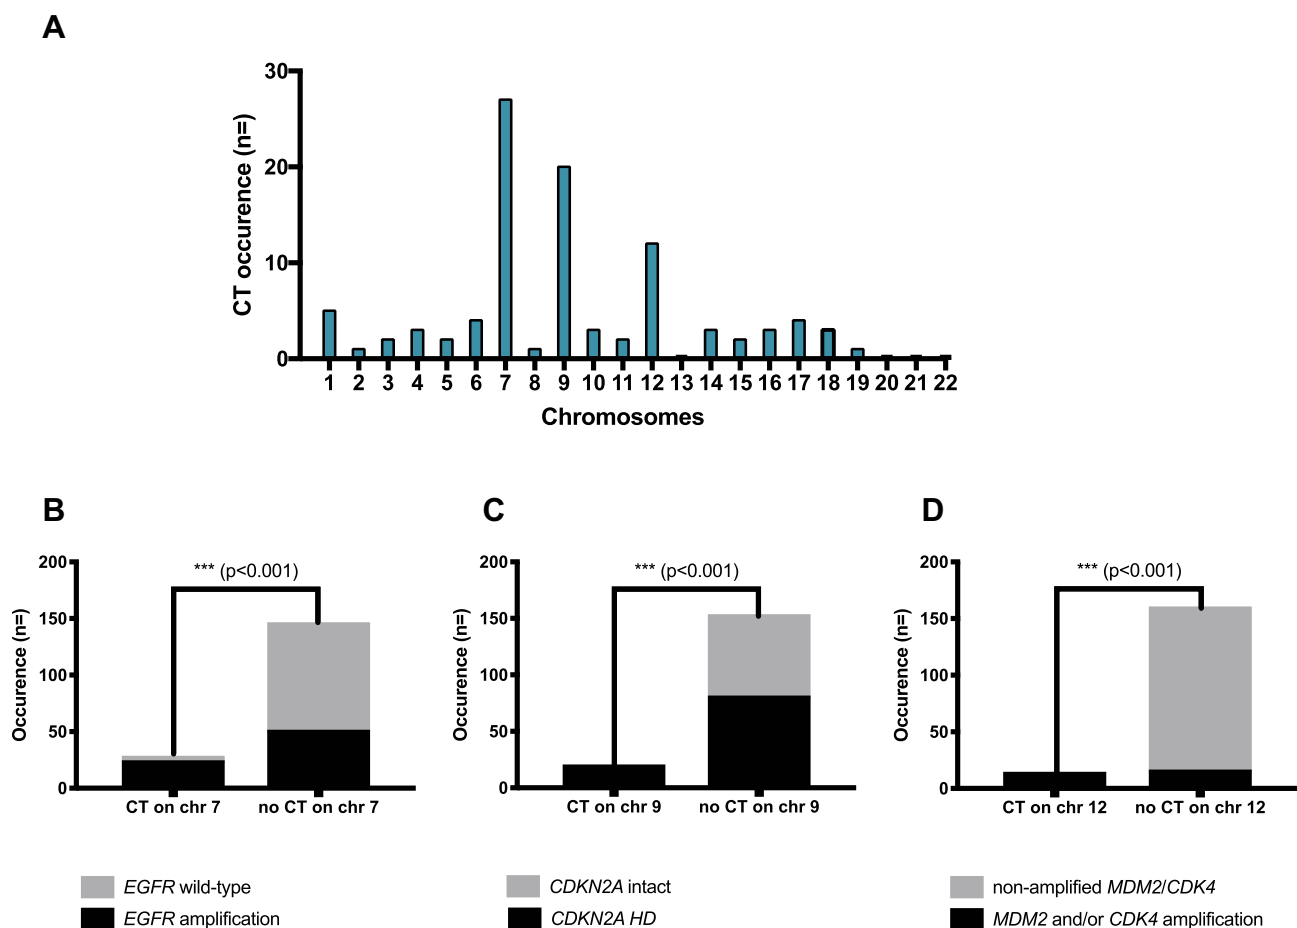 A
30
20
10
0
CT occurence (n=)
1 2 3 4 5 6 7 8 9 10 11 12 13 14 15 16 17 18 19 20 21 22
Chromosomes
B
200
150
100
50
0
Occurence (n=)
*** (p<0.001)
CT on chr 7 no CT on chr 7
EGFR wild-type
EGFR amplification
C
200
150
100
50
0
Occurence (n=)
*** (p<0.001)
CT on chr 9 no CT on chr 9
CDKN2A intact
CDKN2A HD
D
200
150
100
50
0
Occurence (n=)
*** (p<0.001)
CT on chr 12 no CT on chr 12
non-amplified MDM2/CDK4
MDM2 and/or CDK4 amplification